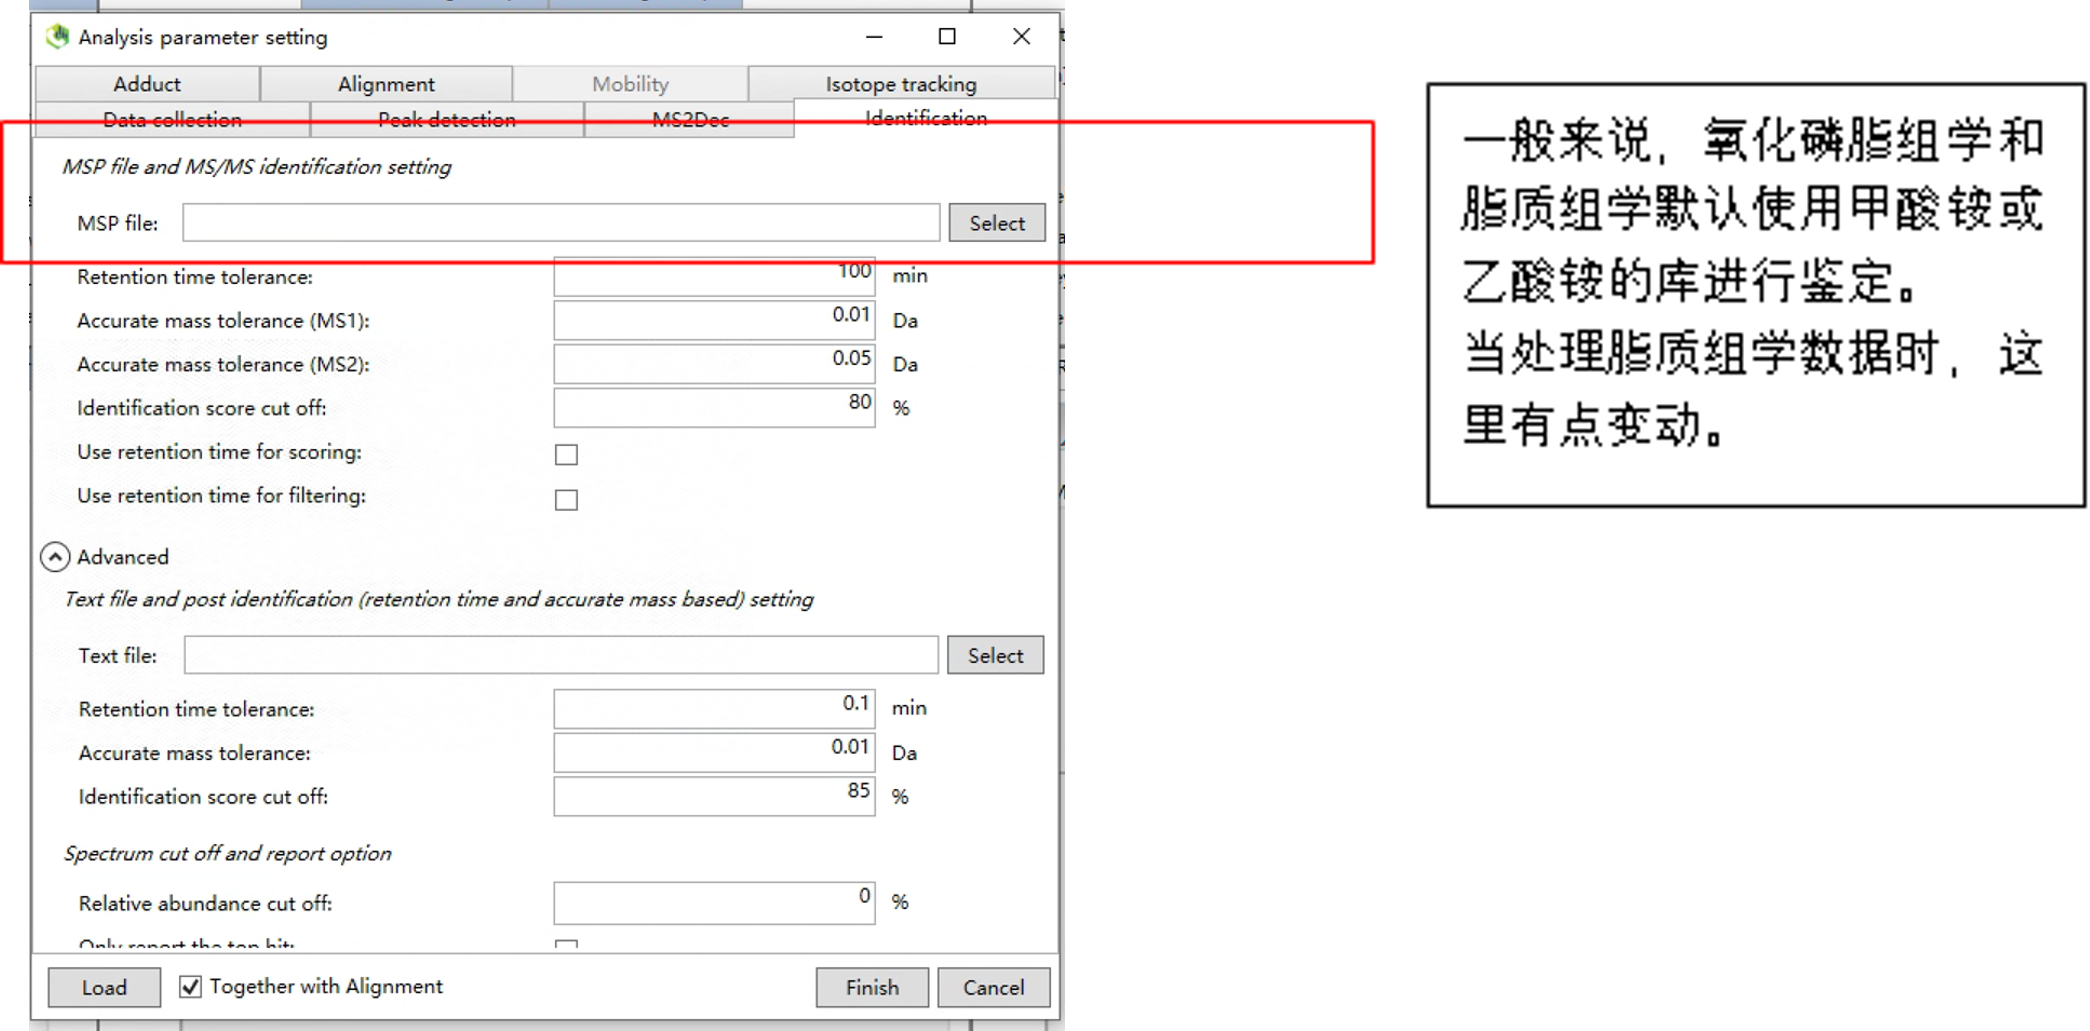 Analysis parameter setting
Adduct
Alignment
Mobility
Isotope tracking
Data collection
Peak detection
MS2Dec
Identification
MSP file and MS/MS identification setting
MSP file:
Select
Retention time tolerance:
100
min
Accurate mass tolerance (MS1):
0.01
Da
Accurate mass tolerance (MS2):
0.05
Da
Identification score cut off:
80
%
Use retention time for scoring:
Use retention time for filtering:
Advanced
Text file and post identification (retention time and accurate mass based) setting
Text file:
Select
Retention time tolerance:
0.1
min
Accurate mass tolerance:
0.01
Da
Identification score cut off:
85
%
Spectrum cut off and report option
Relative abundance cut off:
0
%
Only report the top hit:
Load
Together with Alignment
Finish
Cancel
一般来说，氧化磷脂组学和
脂质组学默认使用甲酸铵或
乙酸铵的库进行鉴定。
当处理脂质组学数据时，这
里有点变动。